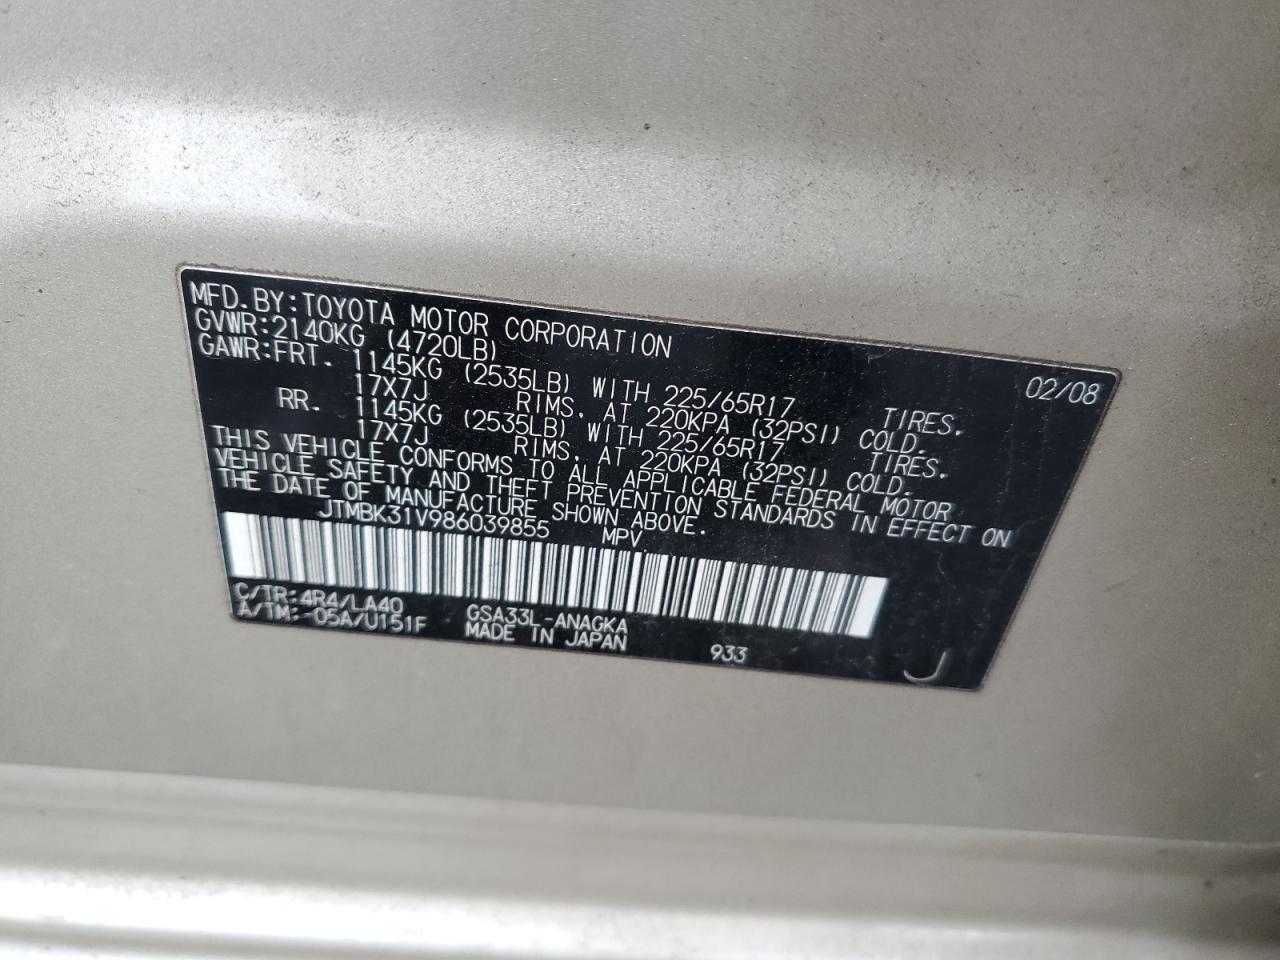 MFD. BY: TOYOTA MOTOR CORPORATION 02/08
GVWR: 2140KG (4720LB)
GAWR: FRT. 1145KG (2535LB) WITH 225/65R17 TIRES.
17X7J RIMS, AT 220KPA (32PSI) COLD.
RR. 1145KG (2535LB) WITH 225/65R17 TIRES.
17X7J RIMS, AT 220KPA (32PSI) COLD.
THIS VEHICLE CONFORMS TO ALL APPLICABLE FEDERAL MOTOR
VEHICLE SAFETY AND THEFT PREVENTION STANDARDS IN EFFECT ON
THE DATE OF MANUFACTURE SHOWN ABOVE.
JTMBK31V986039855 MPV
C/TR: 4R4/LA40 GSA33L-ANAGKA
A/TM: -05A/U151F MADE IN JAPAN 933 J